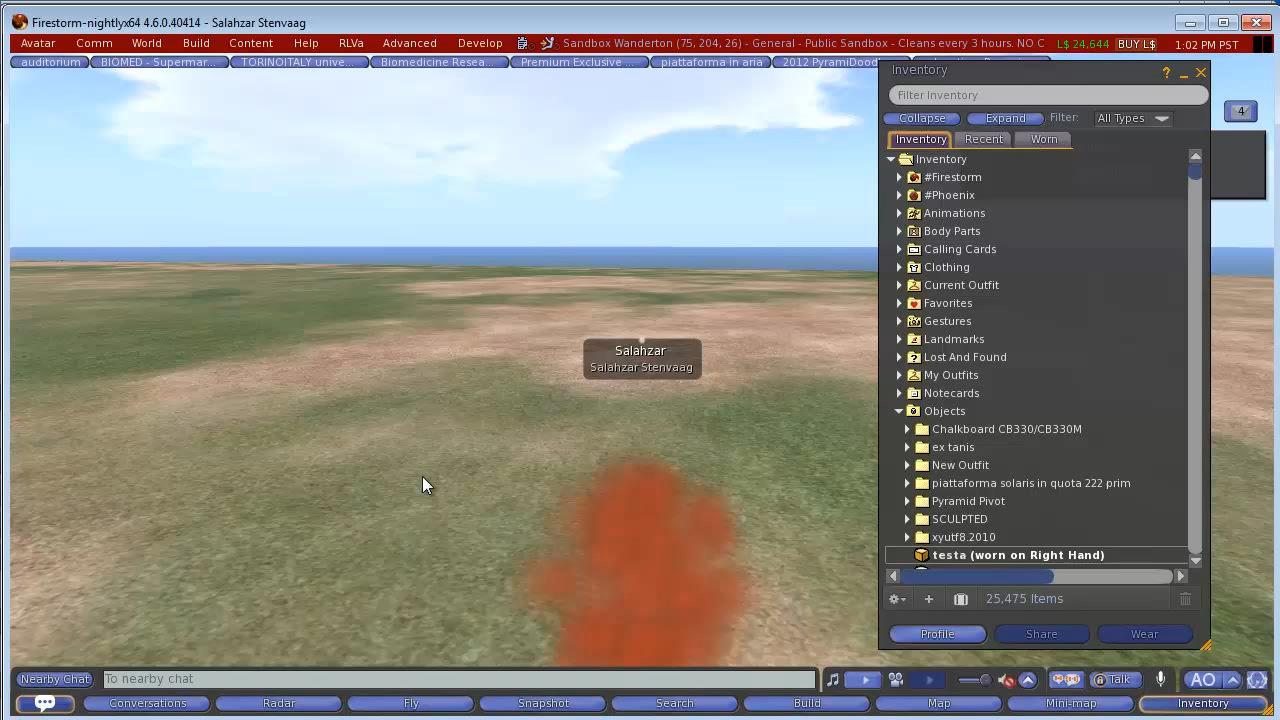 Firestorm-nightlyx64 4.6.0.40414 - Salahzar Stenvaag
Avatar Comm World Build Content Help RLVa Advanced Develop Sandbox Wanderton (75, 204, 26) - General - Public Sandbox - Cleans every 3 hours. NO C L$ 24,644 BUY L$ 1:02 PM PST
auditorium BIOMED - Supermar... TORINOITALY unive... Biomedicine Resea... Premium Exclusive ... piattaforma in aria 2012 PyramiDood
Inventory
Filter Inventory
Collapse Expand Filter: All Types
4
Inventory Recent Worn
Inventory
#Firestorm
#Phoenix
Animations
Body Parts
Calling Cards
Clothing
Current Outfit
Favorites
Gestures
Landmarks
Salahzar
Salahzar Stenvaag
Lost And Found
My Outfits
Notecards
Objects
Chalkboard CB330/CB330M
ex tanis
New Outfit
piattaforma solaris in quota 222 prim
Pyramid Pivot
SCULPTED
xyutf8.2010
testa (worn on Right Hand)
25,475 Items
Profile Share Wear
Nearby Chat To nearby chat Talk AO
Conversations Radar Fly Snapshot Search Build Map Mini-map Inventory